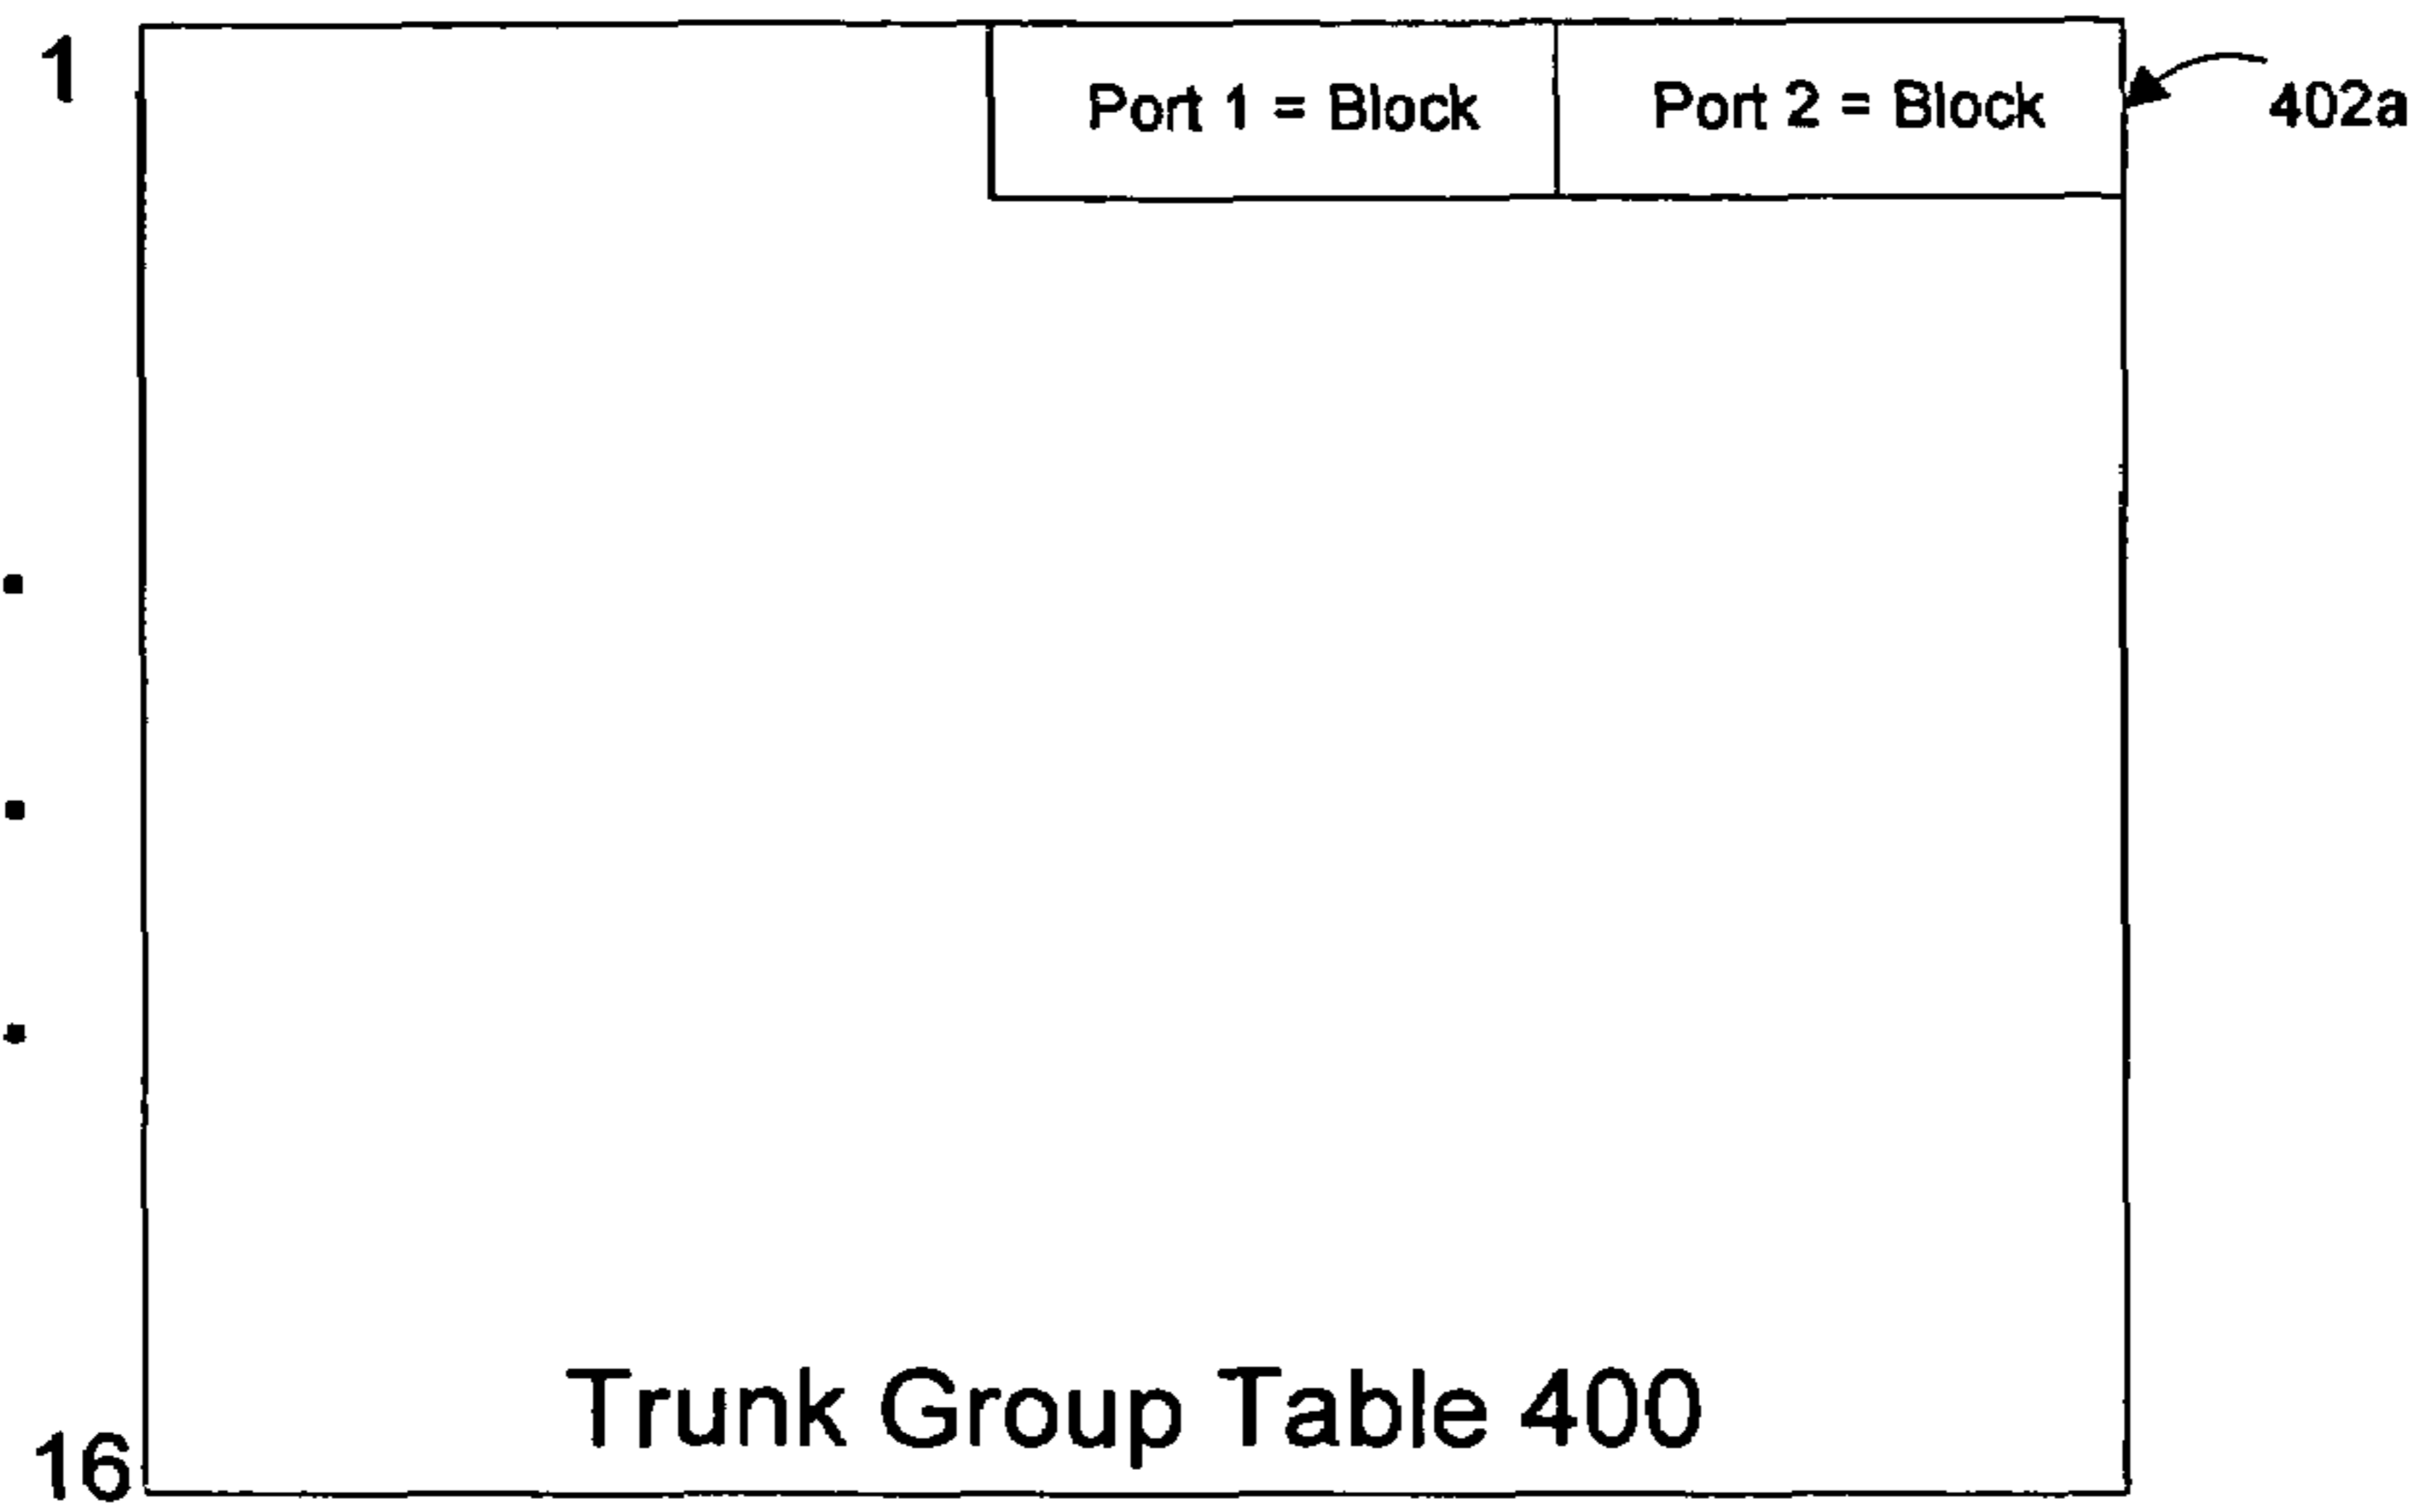 1
Port 1 = Block
Port 2 = Block
402a
Trunk Group Table 400
16